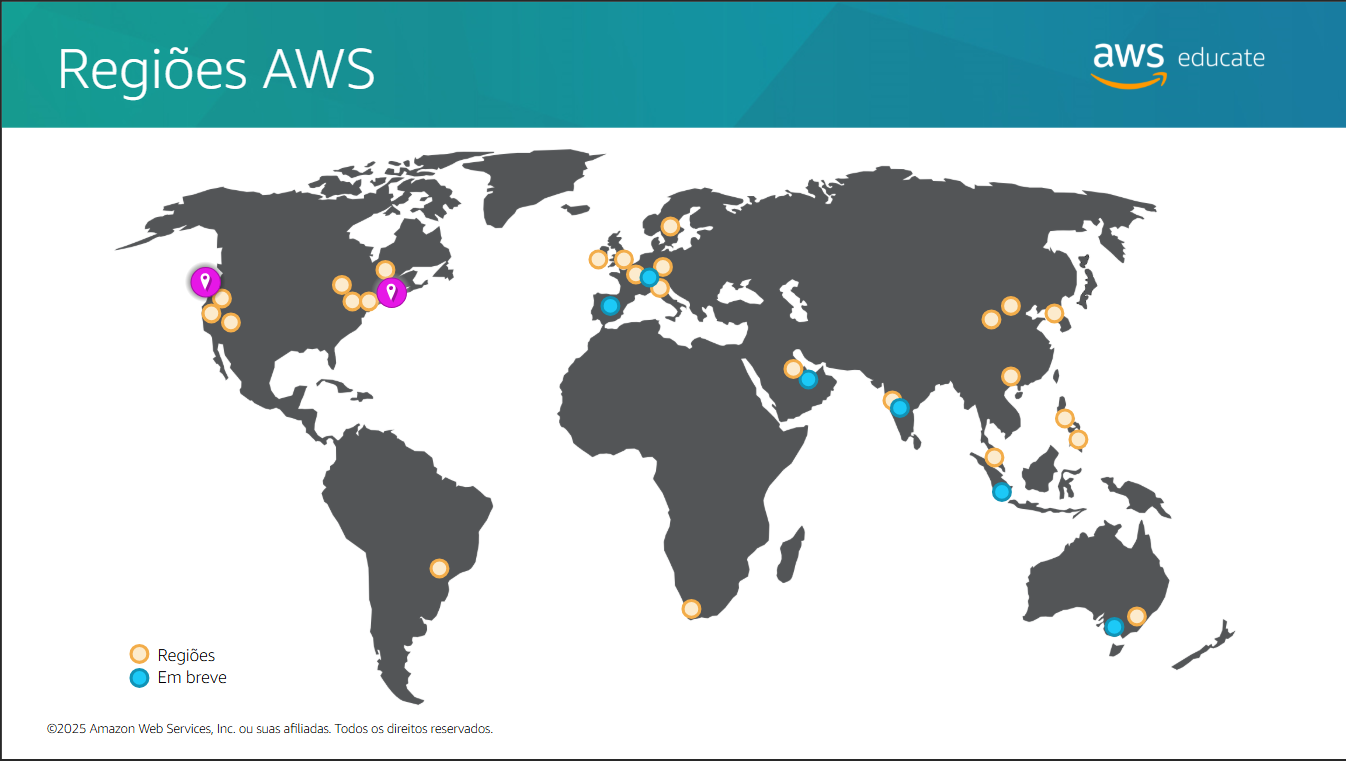 Regiões AWS
aws educate
Regiões
Em breve
©2025 Amazon Web Services, Inc. ou suas afiliadas. Todos os direitos reservados.